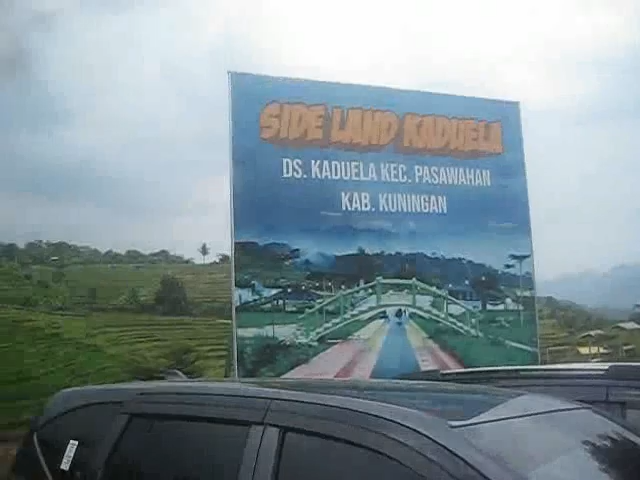 SIDE LAND KADUELA
DS. KADUELA KEC. PASAWAHAN
KAB. KUNINGAN